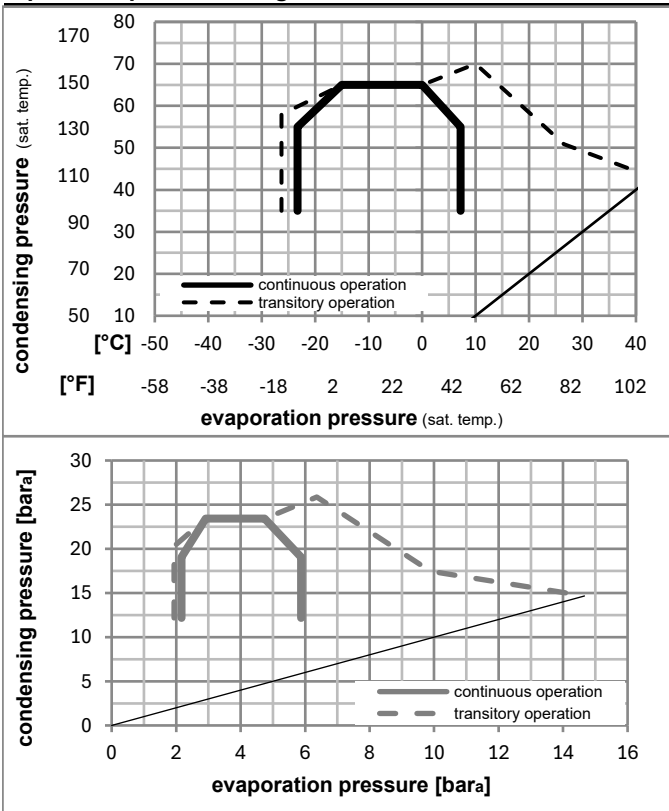 170 80
70
150 60
130 50
110 40
90 30
70 20
50 10
condensing pressure (sat. temp.)
continuous operation
transitory operation
[°C] -50 -40 -30 -20 -10 0 10 20 30 40
[°F] -58 -38 -18 2 22 42 62 82 102
evaporation pressure (sat. temp.)
condensing pressure [bara]
30
25
20
15
10
5
0
continuous operation
transitory operation
0 2 4 6 8 10 12 14 16
evaporation pressure [bara]